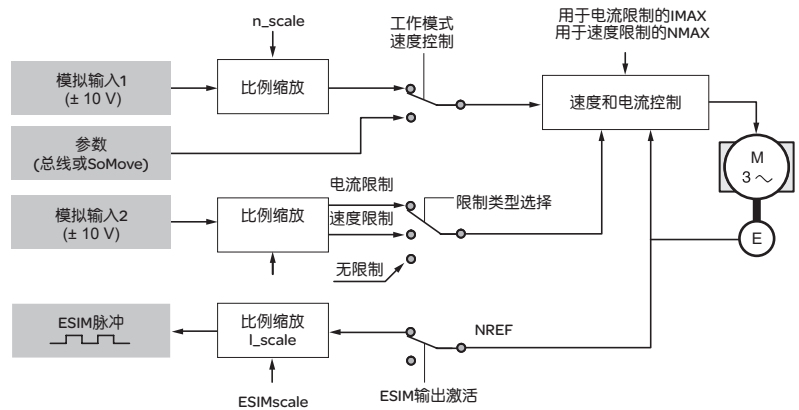 n_scale
工作模式
速度控制
用于电流限制的IMAX
用于速度限制的NMAX
模拟输入1
(± 10 V)
比例缩放
速度和电流控制
参数
(总线或SoMove)
M
3 ～
电流限制
模拟输入2
(± 10 V)
比例缩放
速度限制
限制类型选择
E
无限制
ESIM脉冲
比例缩放
I_scale
NREF
ESIMscale
ESIM输出激活